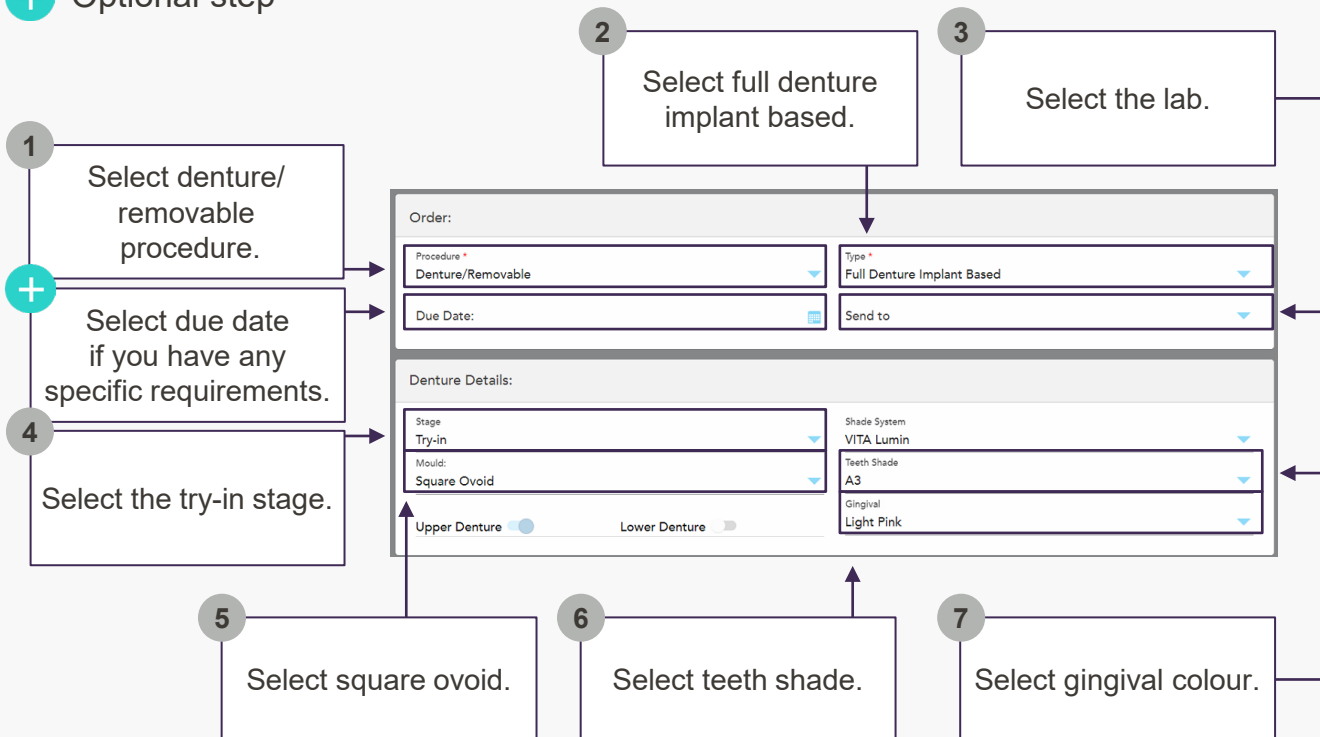 + Optional step
2
Select full denture
implant based.
3
Select the lab.
1
Select denture/
removable
procedure.
+
Select due date
if you have any
specific requirements.
4
Select the try-in stage.
Order:
Procedure *
Denture/Removable
Type *
Full Denture Implant Based
Due Date:
Send to
Denture Details:
Stage
Try-in
Shade System
VITA Lumin
Mould:
Square Ovoid
Teeth Shade
A3
Gingival
Light Pink
Upper Denture
Lower Denture
5
Select square ovoid.
6
Select teeth shade.
7
Select gingival colour.